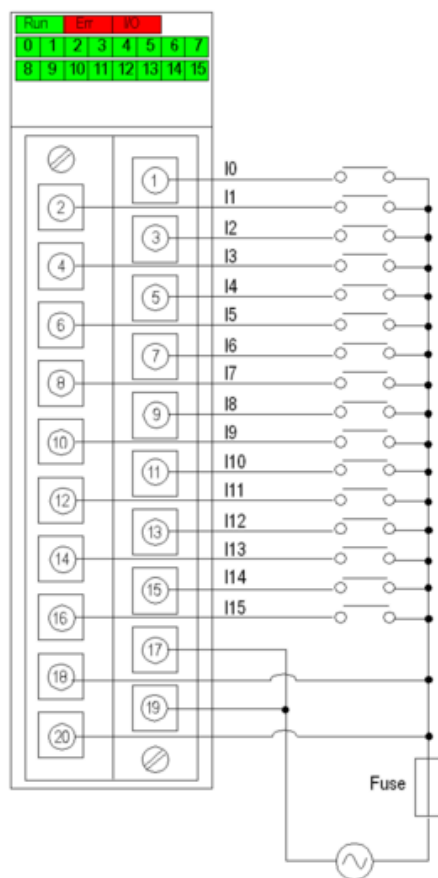 Run Err I/O
0 1 2 3 4 5 6 7
8 9 10 11 12 13 14 15
1 I0
2 I1
3 I2
4 I3
5 I4
6 I5
7 I6
8 I7
9 I8
10 I9
11 I10
12 I11
13 I12
14 I13
15 I14
16 I15
17
18
19
20
Fuse